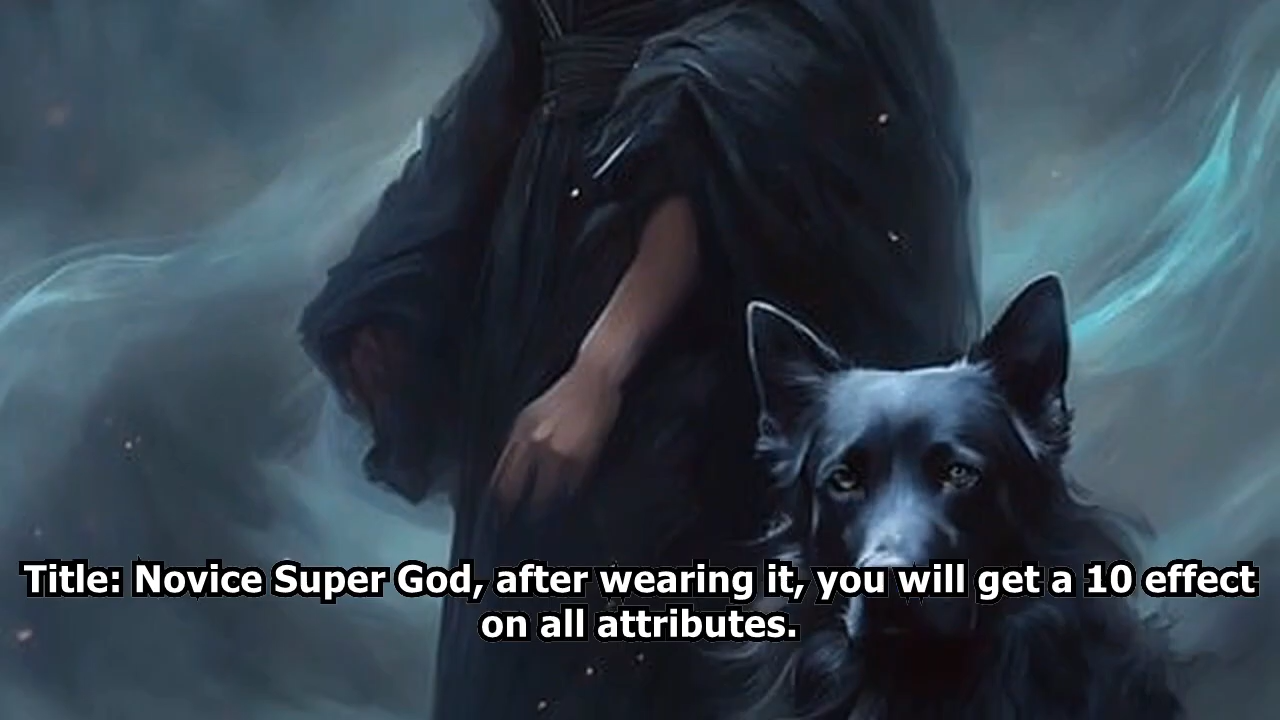 Title: Novice Super God, after wearing it, you will get a 10 effect
on all attributes.